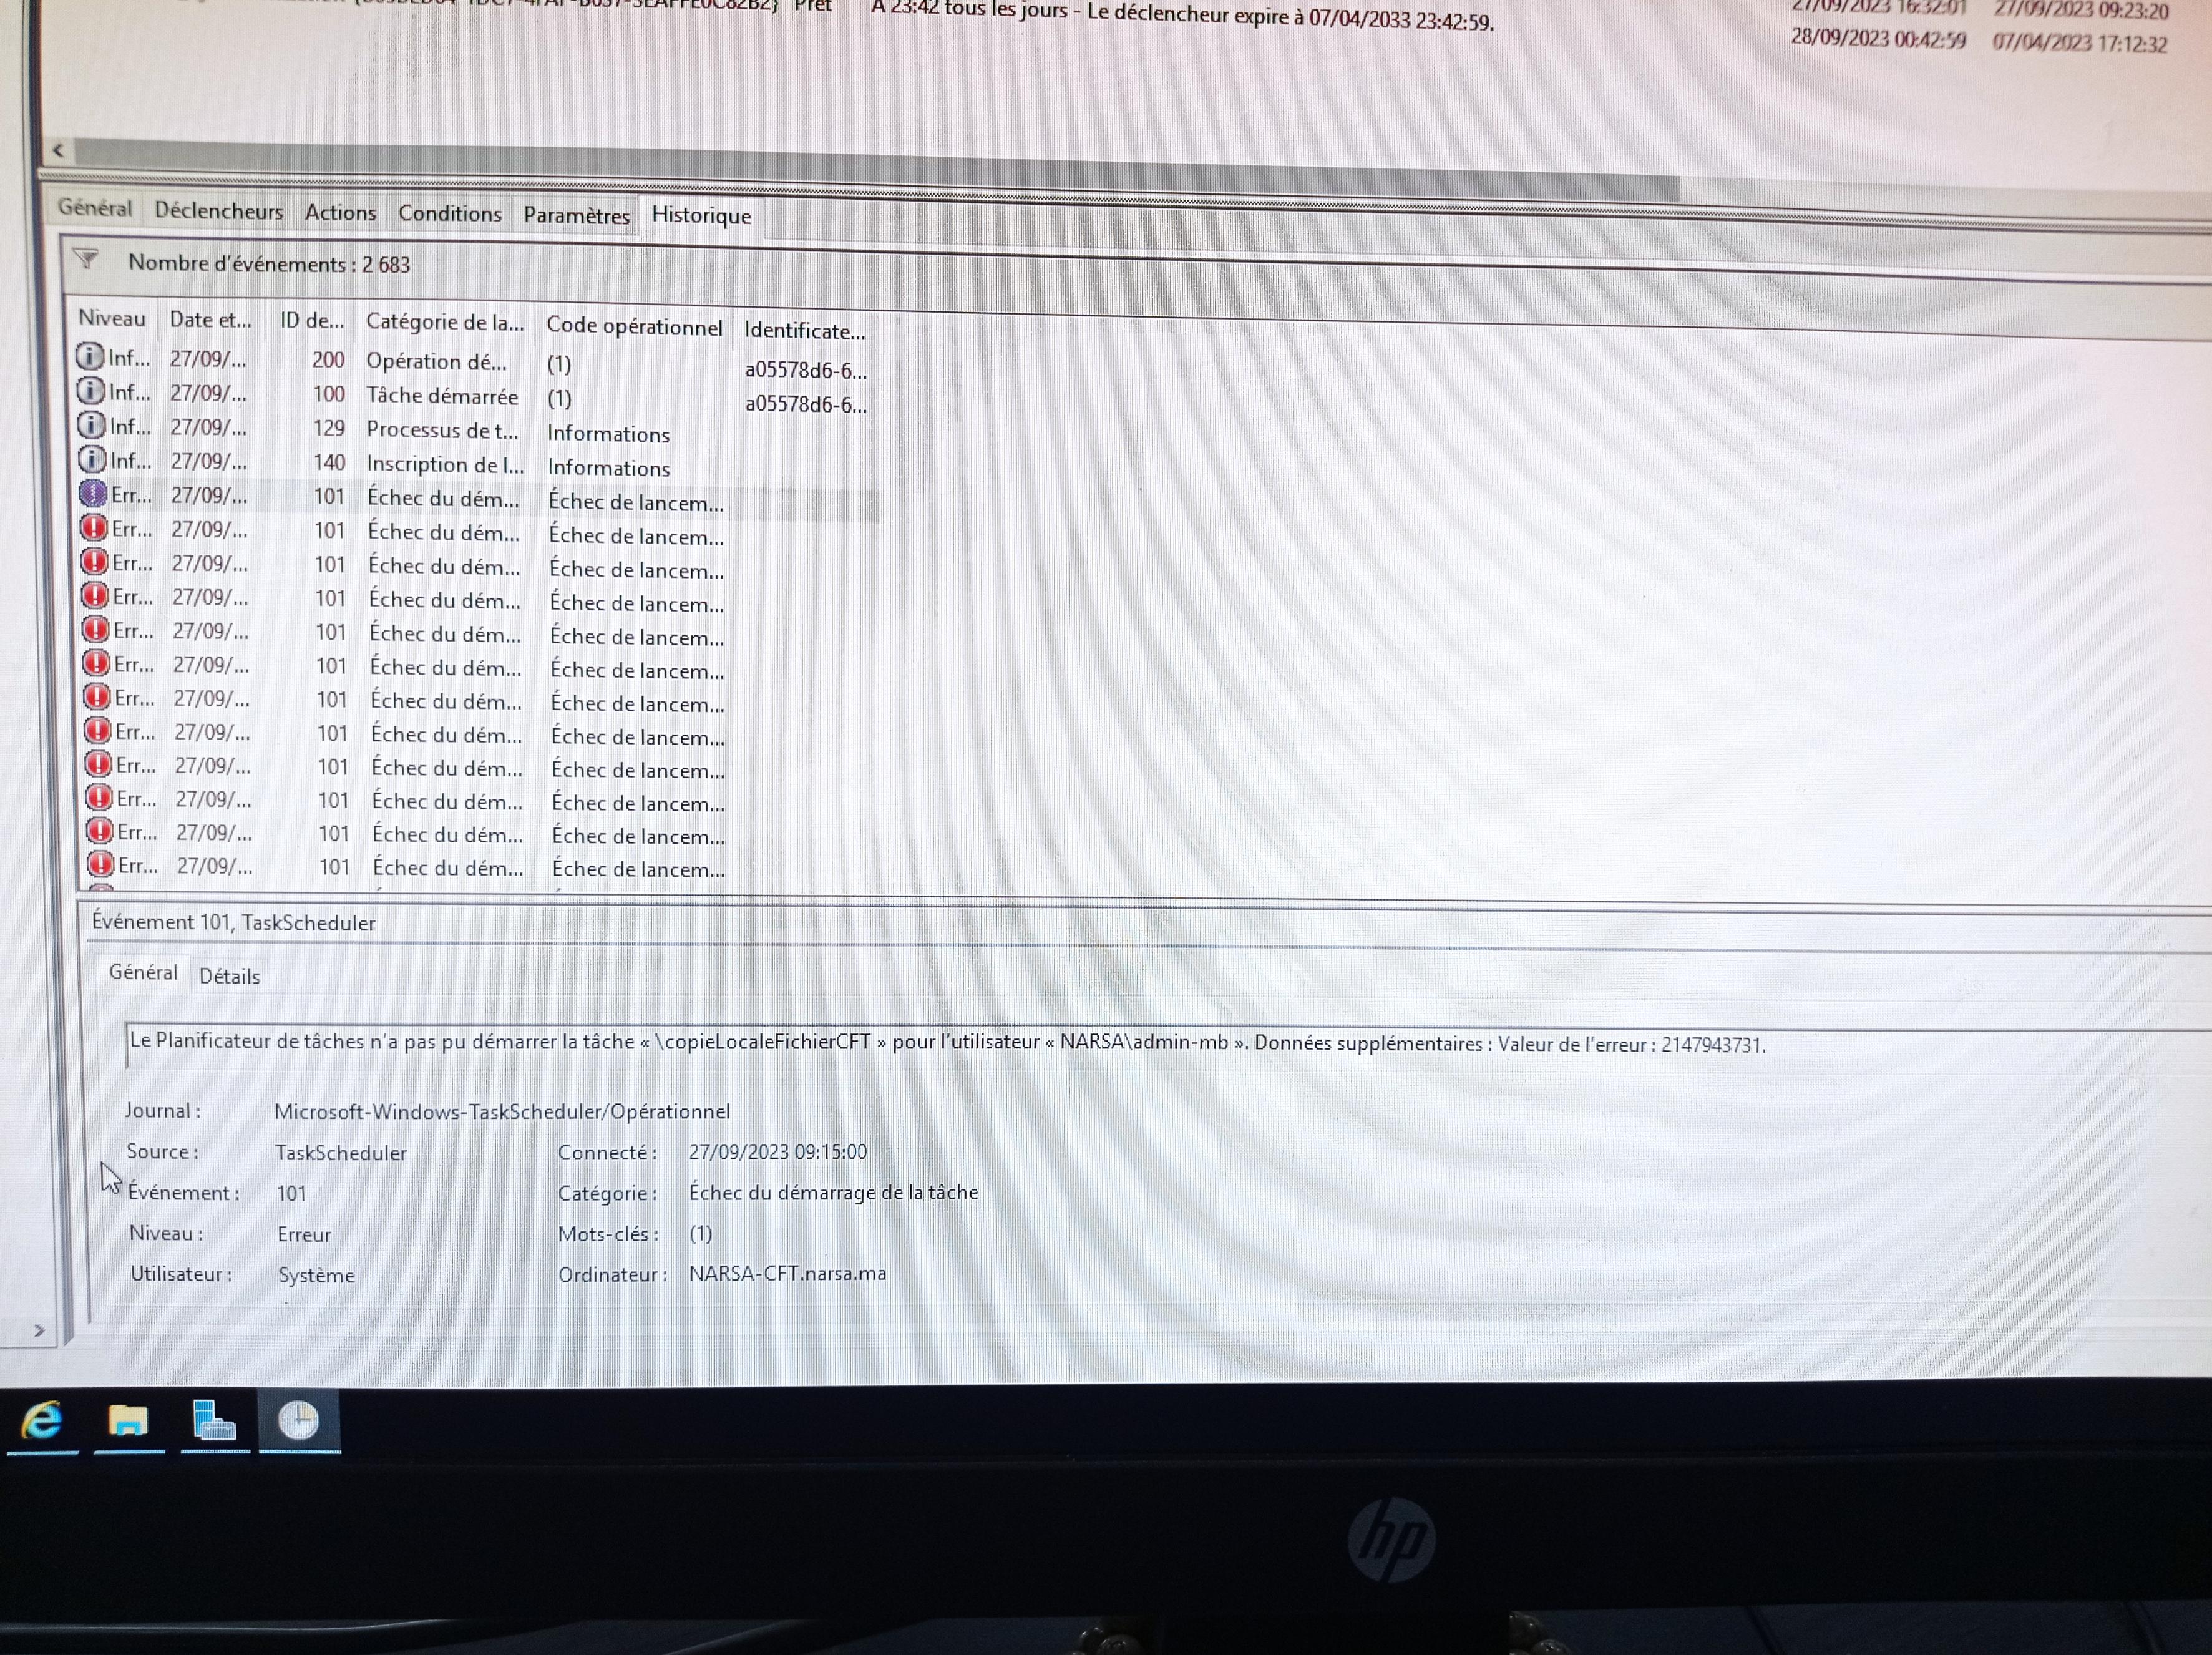 Prêt À 23:42 tous les jours - Le déclencheur expire à 07/04/2033 23:42:59.
27/09/2023 16:32:01 27/09/2023 09:23:20
28/09/2023 00:42:59 07/04/2023 17:12:32
Général Déclencheurs Actions Conditions Paramètres Historique
Nombre d'événements : 2 683
Niveau Date et... ID de... Catégorie de la... Code opérationnel Identificate...
Inf... 27/09/... 200 Opération dé... (1) a05578d6-6...
Inf... 27/09/... 100 Tâche démarrée (1) a05578d6-6...
Inf... 27/09/... 129 Processus de t... Informations
Inf... 27/09/... 140 Inscription de l... Informations
Err... 27/09/... 101 Échec du dém... Échec de lancem...
Err... 27/09/... 101 Échec du dém... Échec de lancem...
Err... 27/09/... 101 Échec du dém... Échec de lancem...
Err... 27/09/... 101 Échec du dém... Échec de lancem...
Err... 27/09/... 101 Échec du dém... Échec de lancem...
Err... 27/09/... 101 Échec du dém... Échec de lancem...
Err... 27/09/... 101 Échec du dém... Échec de lancem...
Err... 27/09/... 101 Échec du dém... Échec de lancem...
Err... 27/09/... 101 Échec du dém... Échec de lancem...
Err... 27/09/... 101 Échec du dém... Échec de lancem...
Err... 27/09/... 101 Échec du dém... Échec de lancem...
Err... 27/09/... 101 Échec du dém... Échec de lancem...
Événement 101, TaskScheduler
Général Détails
Le Planificateur de tâches n'a pas pu démarrer la tâche « \copieLocaleFichierCFT » pour l'utilisateur « NARSA\admin-mb ». Données supplémentaires : Valeur de l'erreur : 2147943731.
Journal : Microsoft-Windows-TaskScheduler/Opérationnel
Source : TaskScheduler Connecté : 27/09/2023 09:15:00
Événement : 101 Catégorie : Échec du démarrage de la tâche
Niveau : Erreur Mots-clés : (1)
Utilisateur : Système Ordinateur : NARSA-CFT.narsa.ma
hp